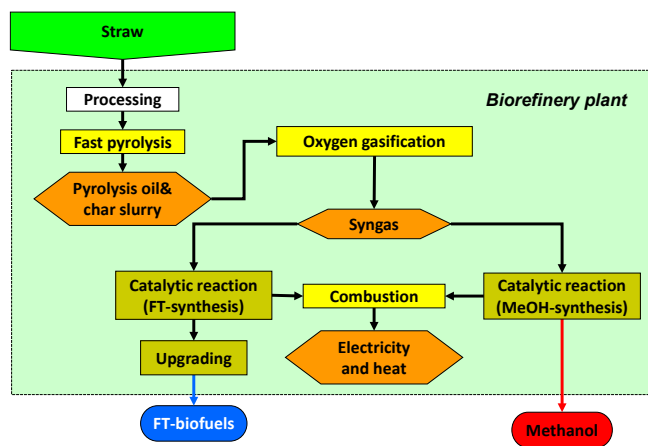 Straw
Processing
Biorefinery plant
Fast pyrolysis
Oxygen gasification
Pyrolysis oil&
char slurry
Syngas
Catalytic reaction
(FT-synthesis)
Combustion
Catalytic reaction
(MeOH-synthesis)
Upgrading
Electricity
and heat
FT-biofuels
Methanol